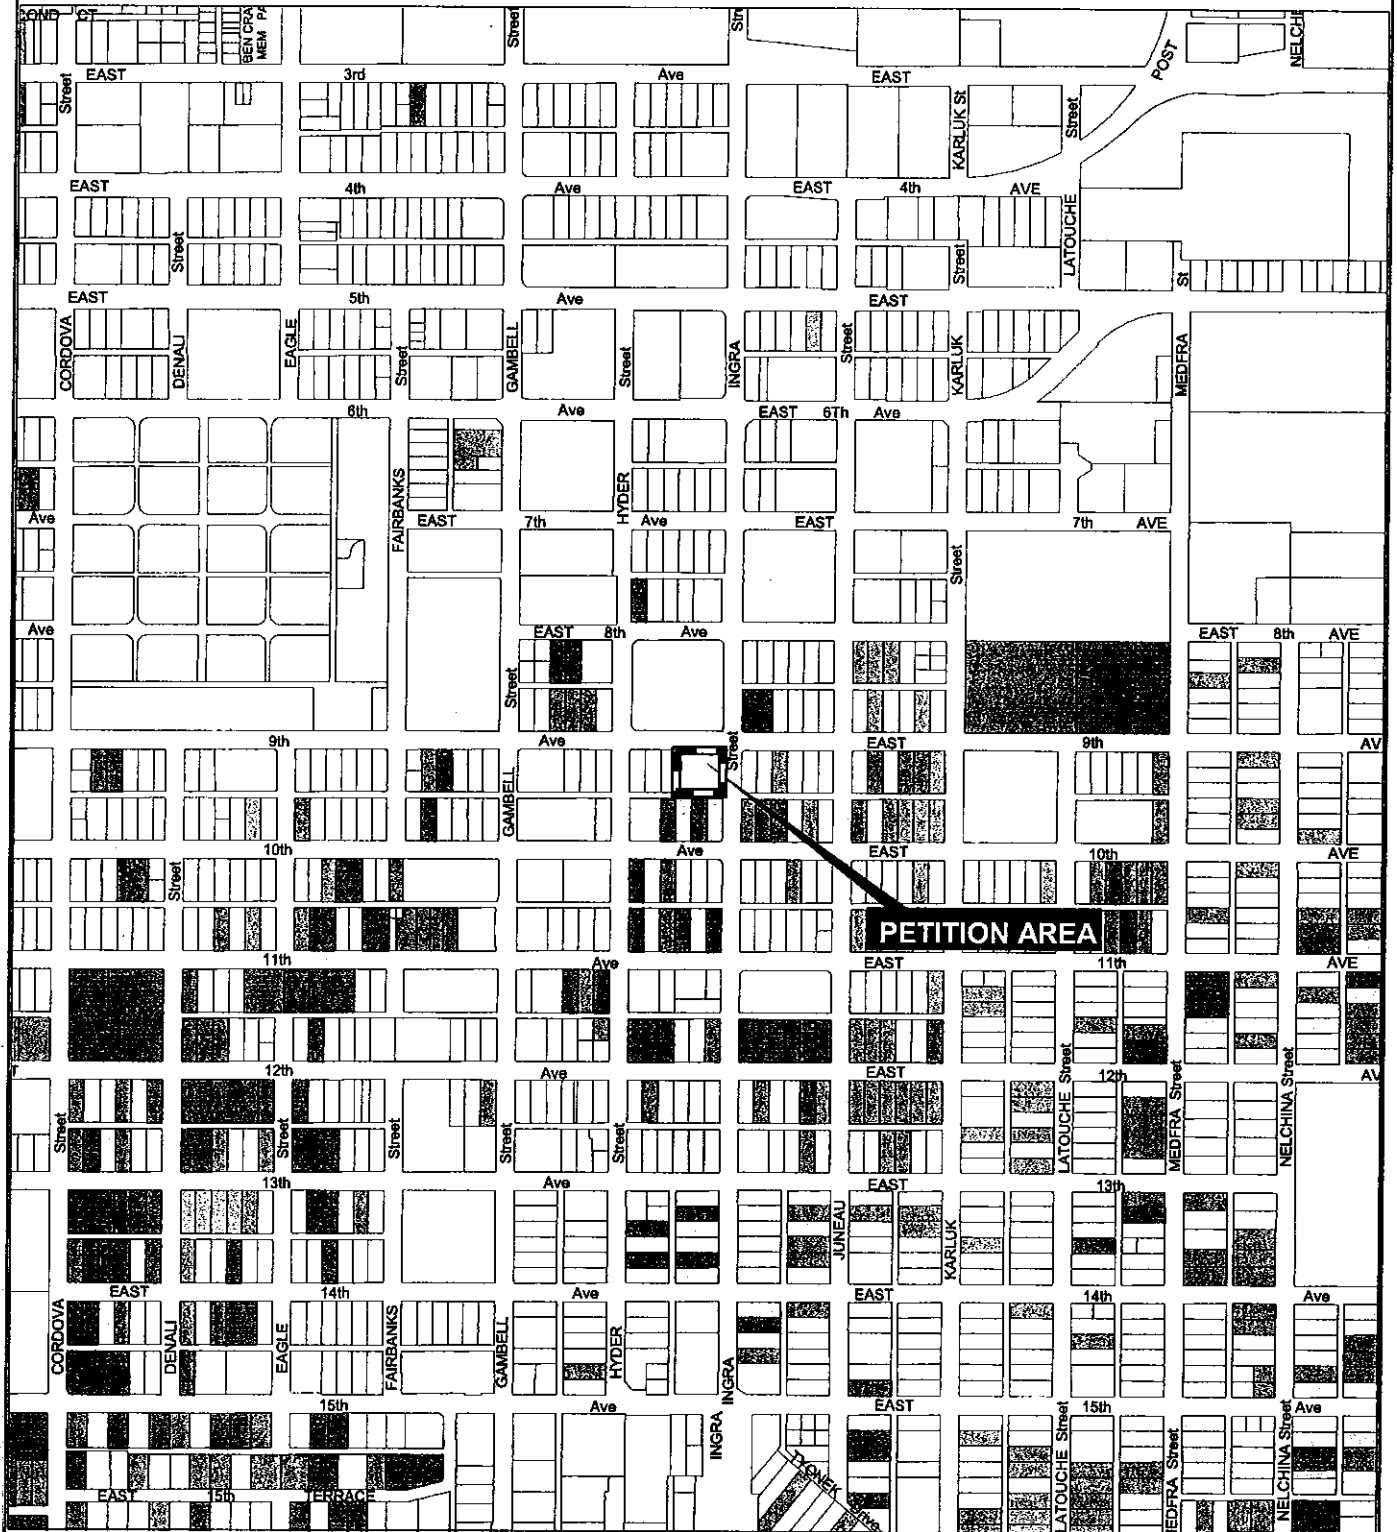 COND CT
BEN CRA
MEM PA
Street
Str
NELCH
POST
EAST 3rd Ave EAST
Street
KARLUK St
Street
EAST 4th Ave EAST 4th AVE
Street
Street
LATOUCHE
St
EAST 5th Ave EAST
CORDOVA
DENALI
EAGLE
Street
GAMBELL
Street
INGRA
Street
KARLUK
MEDFRA
6th Ave EAST 6Th Ave
FAIRBANKS
HYDER
Ave EAST 7th Ave EAST 7th AVE
Street
Ave EAST 8th Ave EAST 8th AVE
Street
Street
9th Ave EAST 9th AV
GAMBELL
10th Ave EAST 10th AVE
Street
PETITION AREA
11th Ave EAST 11th AVE
T 12th Ave EAST 12th AV
Street
Street
Street
Street
Street
LATOUCHE Street
MEDFRA Street
NELCHINA Street
13th Ave EAST 13th
JUNEAU
KARLUK
EAST 14th Ave EAST 14th Ave
CORDOVA
DENALI
EAGLE
FAIRBANKS
GAMBELL
HYDER
INGRA
15th Ave EAST 15th Ave
INGRA
TYONEK Drive
LATOUCHE Street
MEDFRA Street
NELCHINA Street
EAST 15th TERRACE